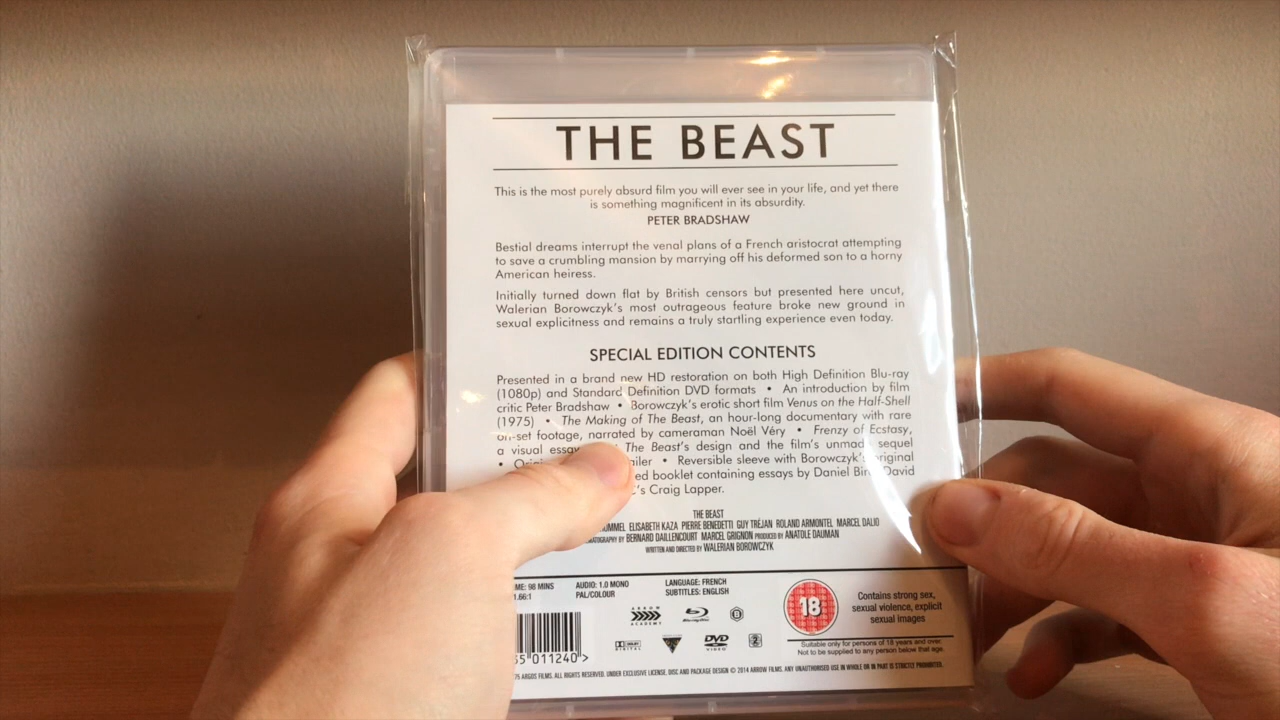 THE BEAST
This is the most purely absurd film you will ever see in your life, and yet there
is something magnificent in its absurdity.
PETER BRADSHAW
Bestial dreams interrupt the venal plans of a French aristocrat attempting
to save a crumbling mansion by marrying off his deformed son to a horny
American heiress.
Initially turned down flat by British censors but presented here uncut,
Walerian Borowczyk's most outrageous feature broke new ground in
sexual explicitness and remains a truly startling experience even today.
SPECIAL EDITION CONTENTS
Presented in a brand new HD restoration on both High Definition Blu-ray
(1080p) and Standard Definition DVD formats • An introduction by film
critic Peter Bradshaw • Borowczyk's erotic short film Venus on the Half-Shell
(1975) • The Making of The Beast, an hour-long documentary with rare
on-set footage, narrated by cameraman Noël Véry • Frenzy of Ecstasy,
a visual essay The Beast's design and the film's unmade sequel
• • Reversible sleeve with Borowczyk's original
booklet containing essays by Daniel Bird David
Craig Lapper.
THE BEAST
ELISABETH KAZA PIERRE BENEDETTI GUY TRÉJAN ROLAND ARMONTEL MARCEL DALIO
BY BERNARD DAILLENCOURT MARCEL GRIGNON PRODUCED BY ANATOLE DAUMAN
WRITTEN AND DIRECTED BY WALERIAN BOROWCZYK
98 MINS AUDIO: 1.0 MONO LANGUAGE: FRENCH
1.66:1 PAL/COLOUR SUBTITLES: ENGLISH
ARROW
ACADEMY
Blu-ray Disc
B
DOLBY
DIGITAL
DVD
VIDEO
2
18
Contains strong sex,
sexual violence, explicit
sexual images
Suitable only for persons of 18 years and over.
Not to be supplied to any person below that age.
011240 >
ARGOS FILMS. ALL RIGHTS RESERVED. UNDER EXCLUSIVE LICENSE, DISC AND PACKAGE DESIGN © 2014 ARROW FILMS. ANY UNAUTHORISED USE IN WHOLE OR IN PART IS STRICTLY PROHIBITED.